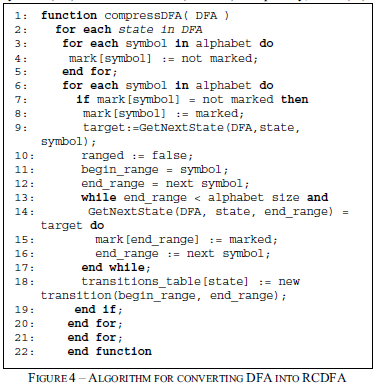 1: function compressDFA( DFA )
2: for each state in DFA
3: for each symbol in alphabet do
4: mark[symbol] := not marked;
5: end for;
6: for each symbol in alphabet do
7: if mark[symbol] = not marked then
8: mark[symbol] := marked;
9: target:=GetNextState(DFA,state,
symbol);
10: ranged := false;
11: begin_range = symbol;
12: end_range = next symbol;
13: while end_range < alphabet size and
14: GetNextState(DFA, state, end_range) =
target do
15: mark[end_range] := marked;
16: end_range := next symbol;
17: end while;
18: transitions_table[state] := new
transition(begin_range, end_range);
19: end if;
20: end for;
21: end for;
22: end function
FIGURE 4 – ALGORITHM FOR CONVERTING DFA INTO RCDFA